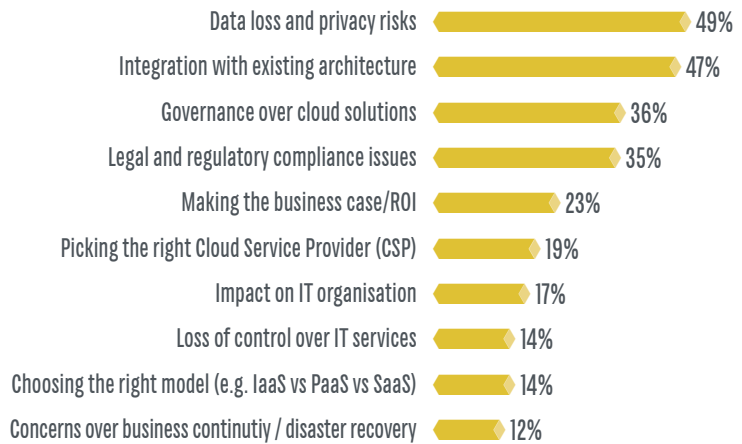 Data loss and privacy risks 49%
Integration with existing architecture 47%
Governance over cloud solutions 36%
Legal and regulatory compliance issues 35%
Making the business case/ROI 23%
Picking the right Cloud Service Provider (CSP) 19%
Impact on IT organisation 17%
Loss of control over IT services 14%
Choosing the right model (e.g. IaaS vs PaaS vs SaaS) 14%
Concerns over business continutiy / disaster recovery 12%